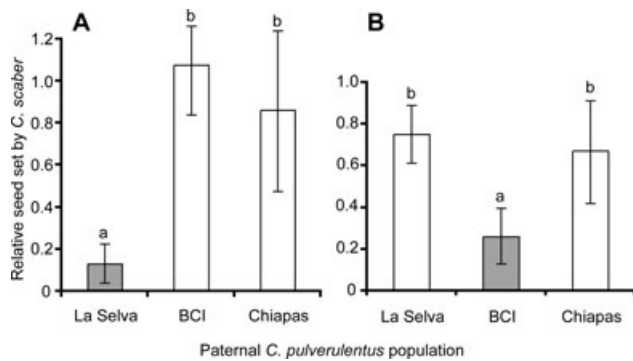 A
B
Relative seed set by C. scaber
1.2
1.0
0.8
0.6
0.4
0.2
0
a
b
b
La Selva BCI Chiapas
1.0
0.8
0.6
0.4
0.2
0
b
a
b
La Selva BCI Chiapas
Paternal C. pulverulentus population